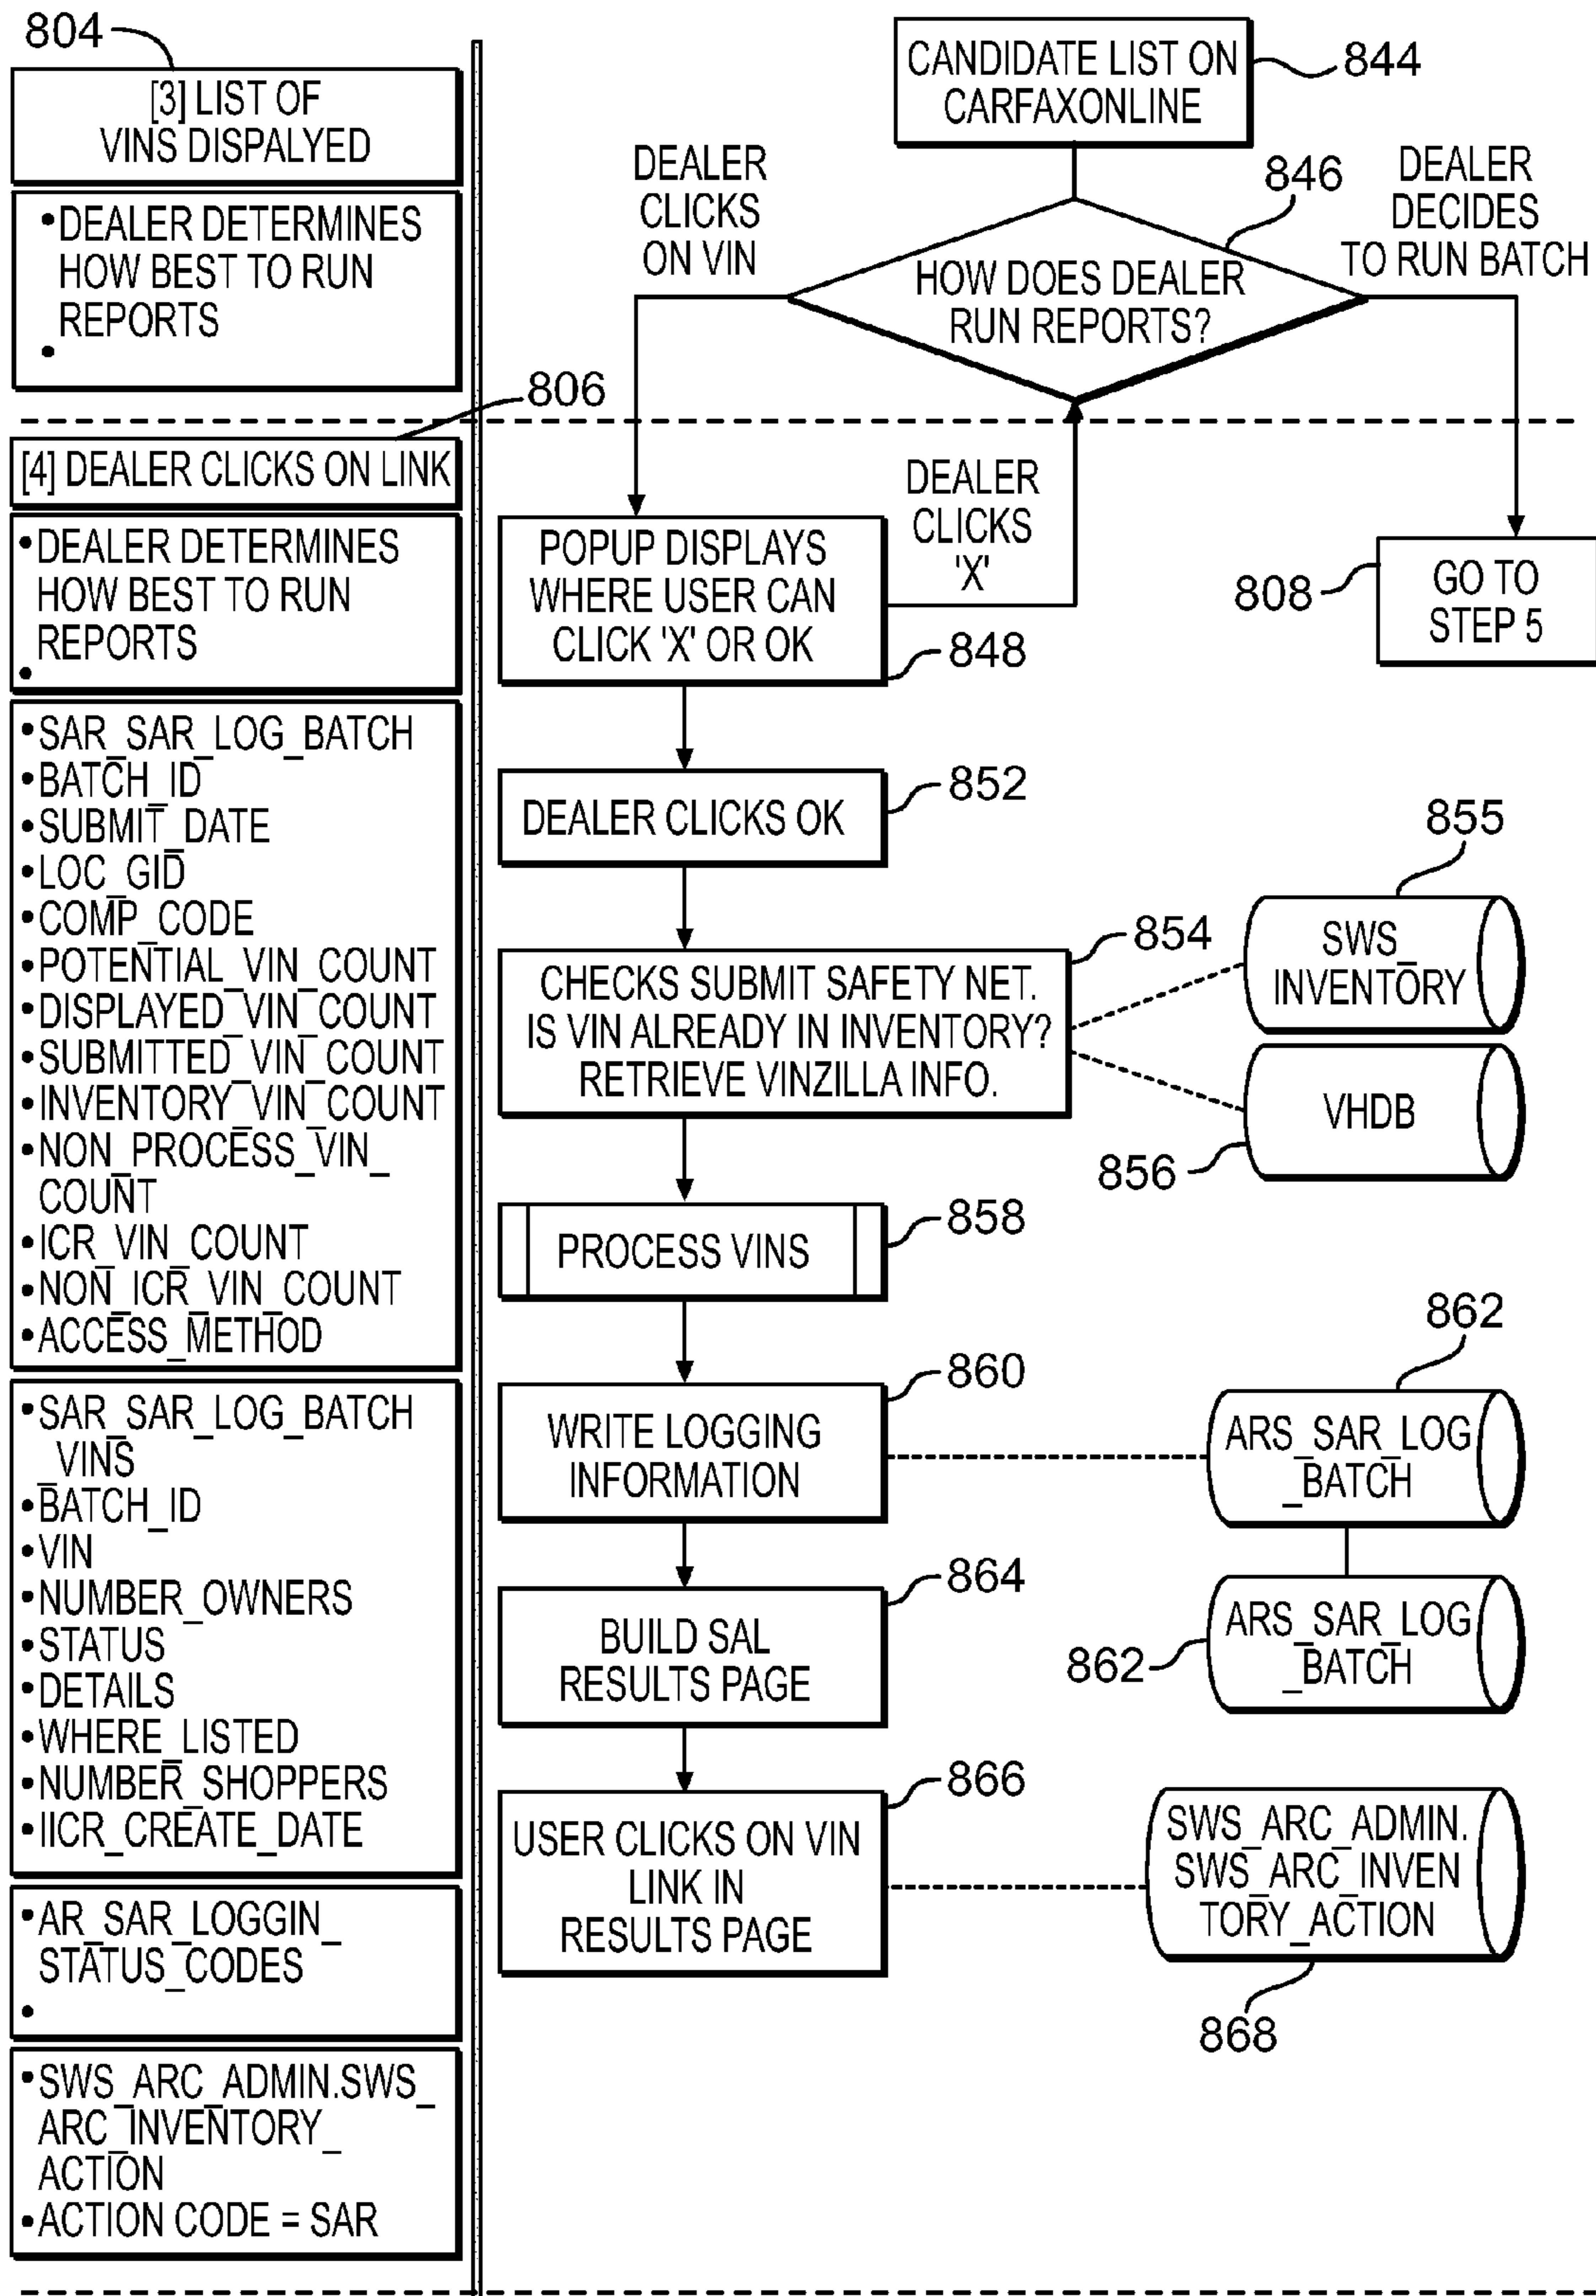 804
[3] LIST OF
VINS DISPALYED
•DEALER DETERMINES
HOW BEST TO RUN
REPORTS
•
806
[4] DEALER CLICKS ON LINK
•DEALER DETERMINES
HOW BEST TO RUN
REPORTS
•
•SAR_SAR_LOG_BATCH
•BATCH_ID
•SUBMIT_DATE
•LOC_GID
•COMP_CODE
•POTENTIAL_VIN_COUNT
•DISPLAYED_VIN_COUNT
•SUBMITTED_VIN_COUNT
•INVENTORY_VIN_COUNT
•NON_PROCESS_VIN_
COUNT
•ICR_VIN_COUNT
•NON_ICR_VIN_COUNT
•ACCESS_METHOD
•SAR_SAR_LOG_BATCH
_VINS
•BATCH_ID
•VIN
•NUMBER_OWNERS
•STATUS
•DETAILS
•WHERE_LISTED
•NUMBER_SHOPPERS
•IICR_CREATE_DATE
•AR_SAR_LOGGIN_
STATUS_CODES
•
•SWS_ARC_ADMIN.SWS_
ARC_INVENTORY_
ACTION
•ACTION CODE = SAR
CANDIDATE LIST ON
CARFAXONLINE
844
DEALER
CLICKS
ON VIN
846
HOW DOES DEALER
RUN REPORTS?
DEALER
DECIDES
TO RUN BATCH
POPUP DISPLAYS
WHERE USER CAN
CLICK 'X' OR OK
848
DEALER
CLICKS
'X'
808
GO TO
STEP 5
DEALER CLICKS OK
852
CHECKS SUBMIT SAFETY NET.
IS VIN ALREADY IN INVENTORY?
RETRIEVE VINZILLA INFO.
854
855
SWS_
INVENTORY
VHDB
856
PROCESS VINS
858
WRITE LOGGING
INFORMATION
860
862
ARS_SAR_LOG
_BATCH
BUILD SAL
RESULTS PAGE
864
862
ARS_SAR_LOG
_BATCH
USER CLICKS ON VIN
LINK IN
RESULTS PAGE
866
SWS_ARC_ADMIN.
SWS_ARC_INVEN
TORY_ACTION
868